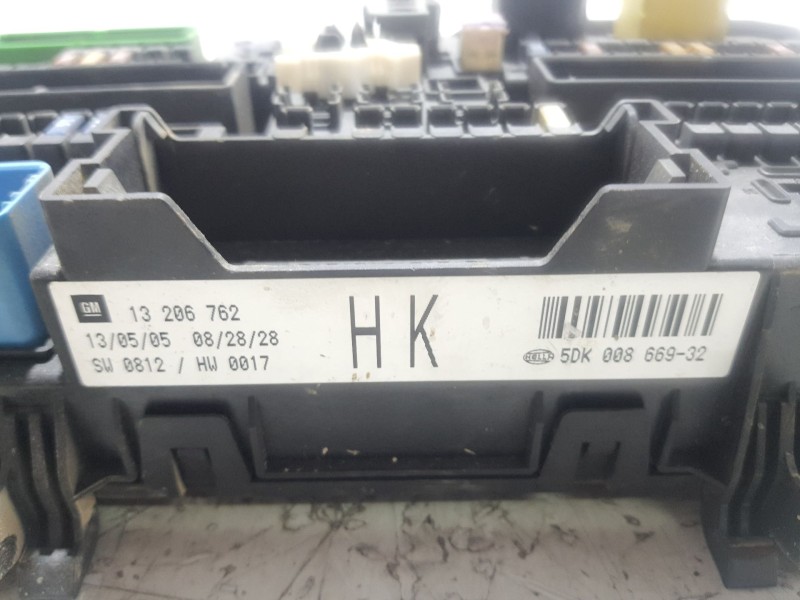 GM 13 206 762
13/05/05 08/28/28
SW 0812 / HW 0017
HK
HELLA 5DK 008 669-32